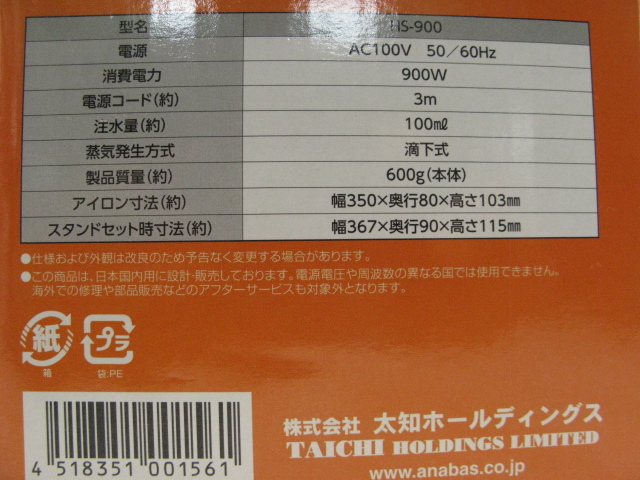 型名 HS-900
電源 AC100V 50／60Hz
消費電力 900W
電源コード(約) 3m
注水量(約) 100㎖
蒸気発生方式 滴下式
製品質量(約) 600g(本体)
アイロン寸法(約) 幅350×奥行80×高さ103㎜
スタンドセット時寸法(約) 幅367×奥行90×高さ115㎜
●仕様および外観は改良のため予告なく変更する場合があります。
●この商品は、日本国内用に設計・販売しております。電源電圧や周波数の異なる国では使用できません。
海外での修理や部品販売などのアフターサービスも対象外となります。
紙 プラ
箱 袋:PE
株式会社 太知ホールディングス
TAICHI HOLDINGS LIMITED
www.anabas.co.jp
4 518351 001561